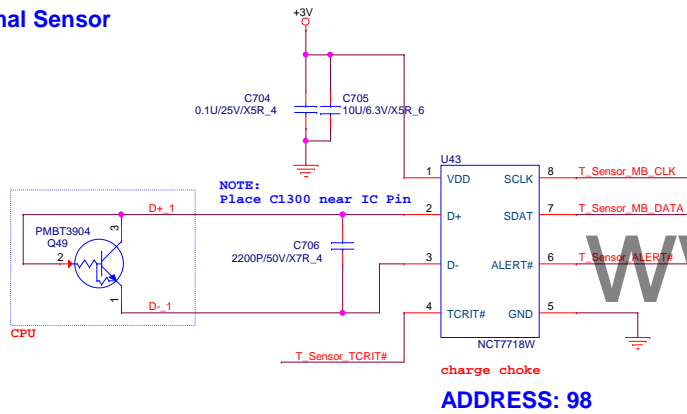 nal Sensor
+3V
C704
0.1U/25V/X5R_4
C705
10U/6.3V/X5R_6
U43
NOTE:
Place C1300 near IC Pin
1 VDD SCLK 8 T_Sensor_MB_CLK
D+_1 2 D+ SDAT 7 T_Sensor_MB_DATA
PMBT3904
Q49
3
2
1
C706
2200P/50V/X7R_4
3 D- ALERT# 6 T_Sensor_ALERT#
D-_1
4 TCRIT# GND 5
CPU
NCT7718W
T_Sensor_TCRIT#
charge choke
ADDRESS: 98